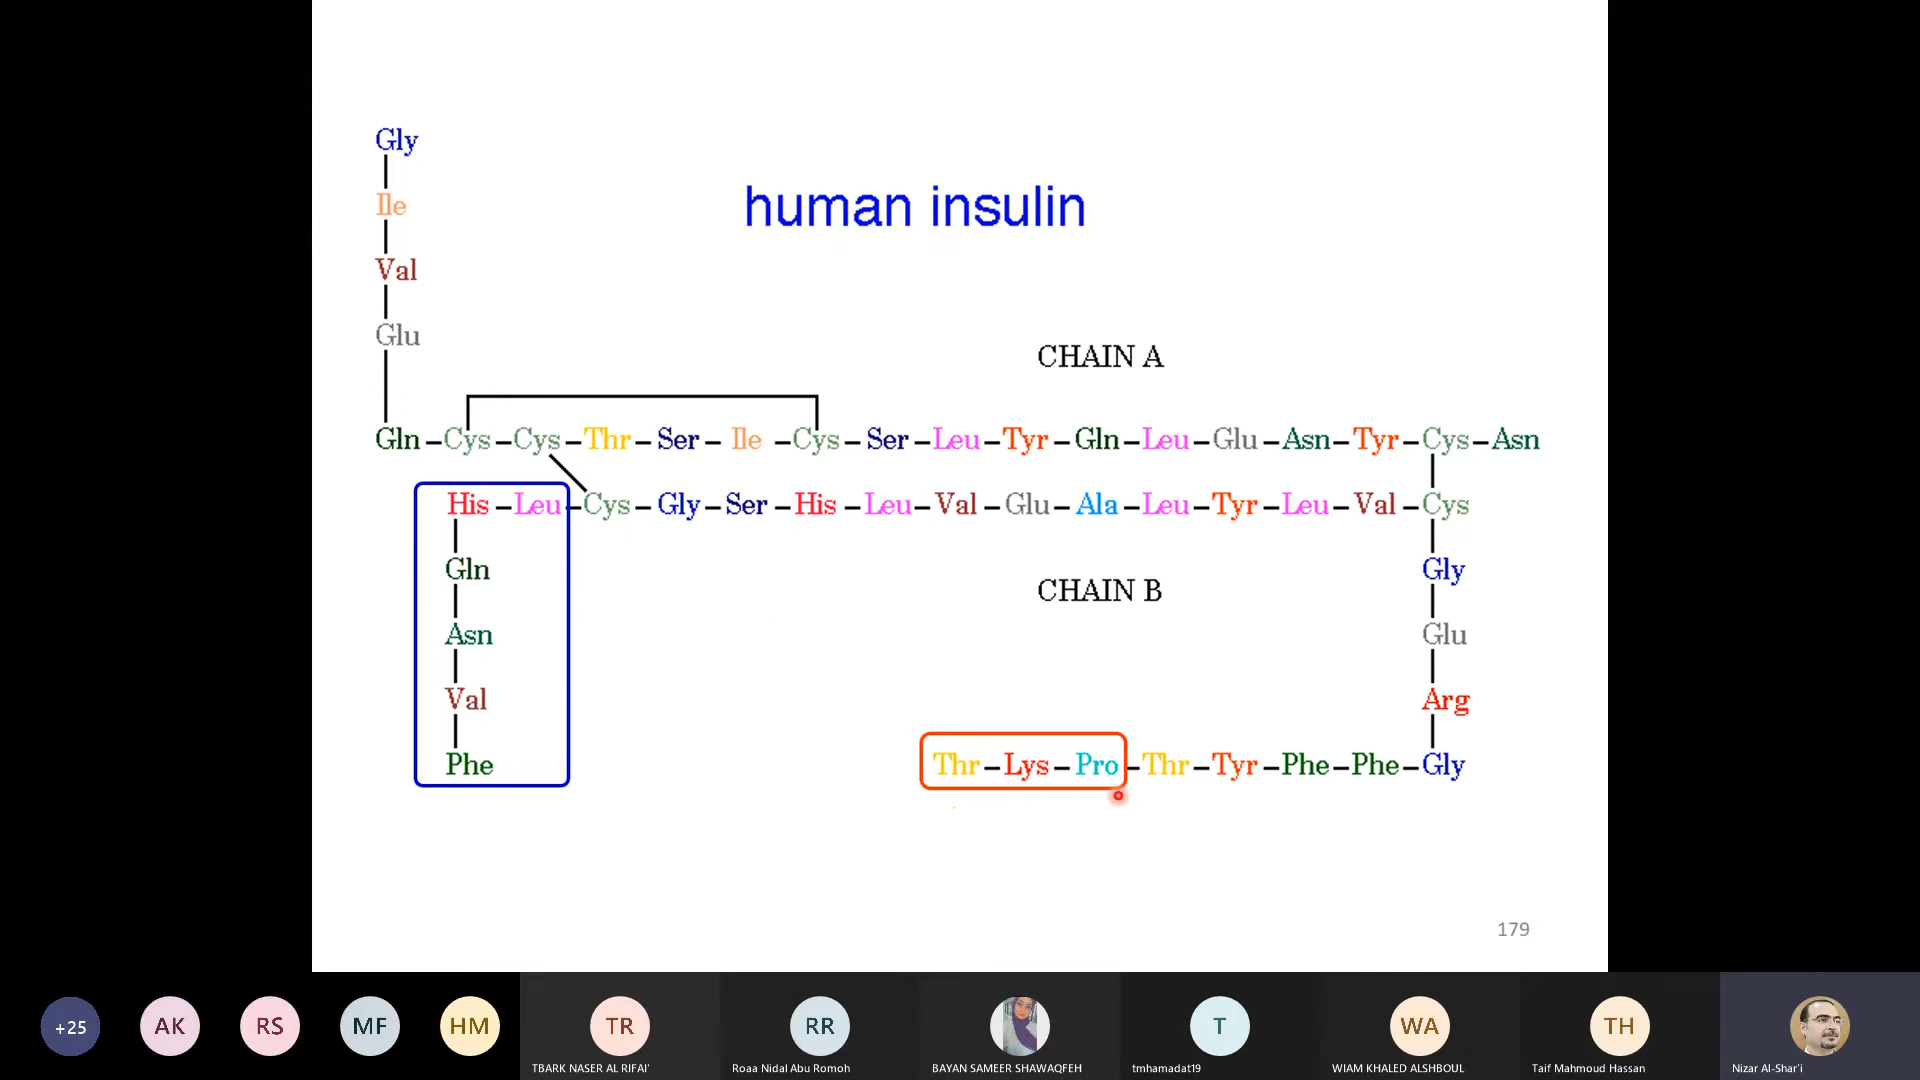 Gly
human insulin
Ile
Val
Glu
CHAIN A
Gln – Cys – Cys – Thr – Ser – Ile – Cys – Ser – Leu – Tyr – Gln – Leu – Glu – Asn – Tyr – Cys – Asn
His – Leu – Cys – Gly – Ser – His – Leu – Val – Glu – Ala – Leu – Tyr – Leu – Val – Cys
Gln
Gly
CHAIN B
Asn
Glu
Val
Arg
Phe
Thr – Lys – Pro – Thr – Tyr – Phe – Phe – Gly
179
+25
AK
RS
MF
HM
TR
RR
T
WA
TH
TBARK NASER AL RIFAI'
Roaa Nidal Abu Romoh
BAYAN SAMEER SHAWAQFEH
tmhamadat19
WIAM KHALED ALSHBOUL
Taif Mahmoud Hassan
Nizar Al-Shar'i